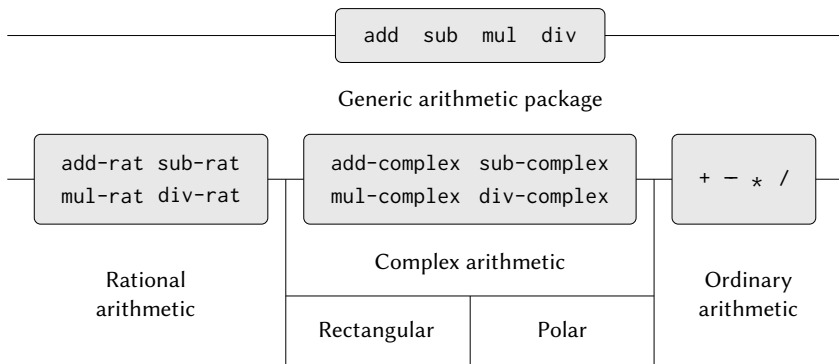 add sub mul div
Generic arithmetic package
add-rat sub-rat
mul-rat div-rat
add-complex sub-complex
mul-complex div-complex
+ − * /
Rational
arithmetic
Complex arithmetic
Ordinary
arithmetic
Rectangular
Polar